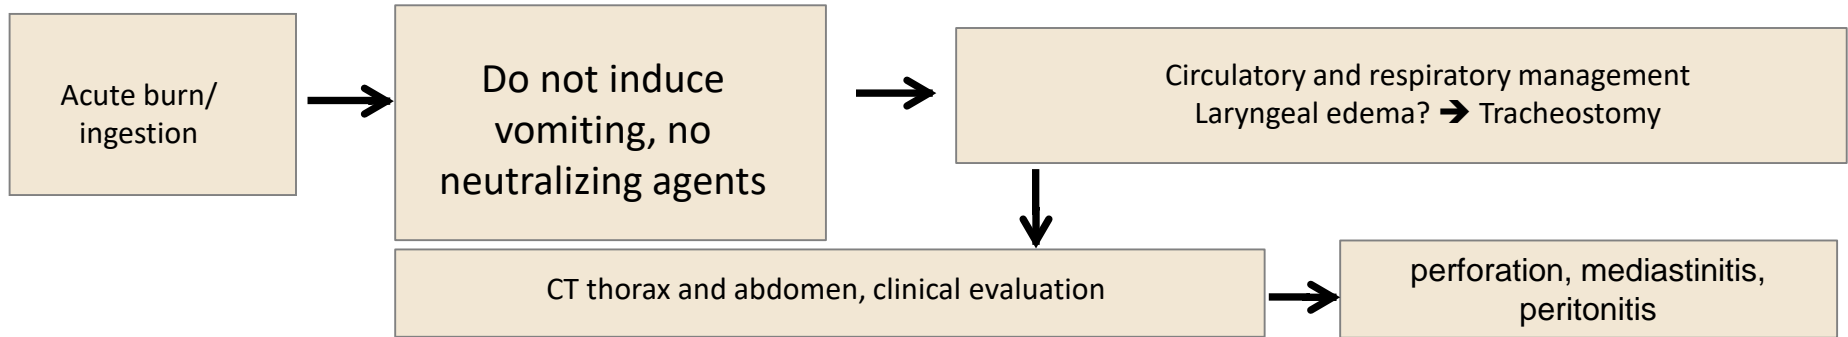 Acute burn/
ingestion
Do not induce
vomiting, no
neutralizing agents
Circulatory and respiratory management
Laryngeal edema? ➔ Tracheostomy
CT thorax and abdomen, clinical evaluation
perforation, mediastinitis,
peritonitis